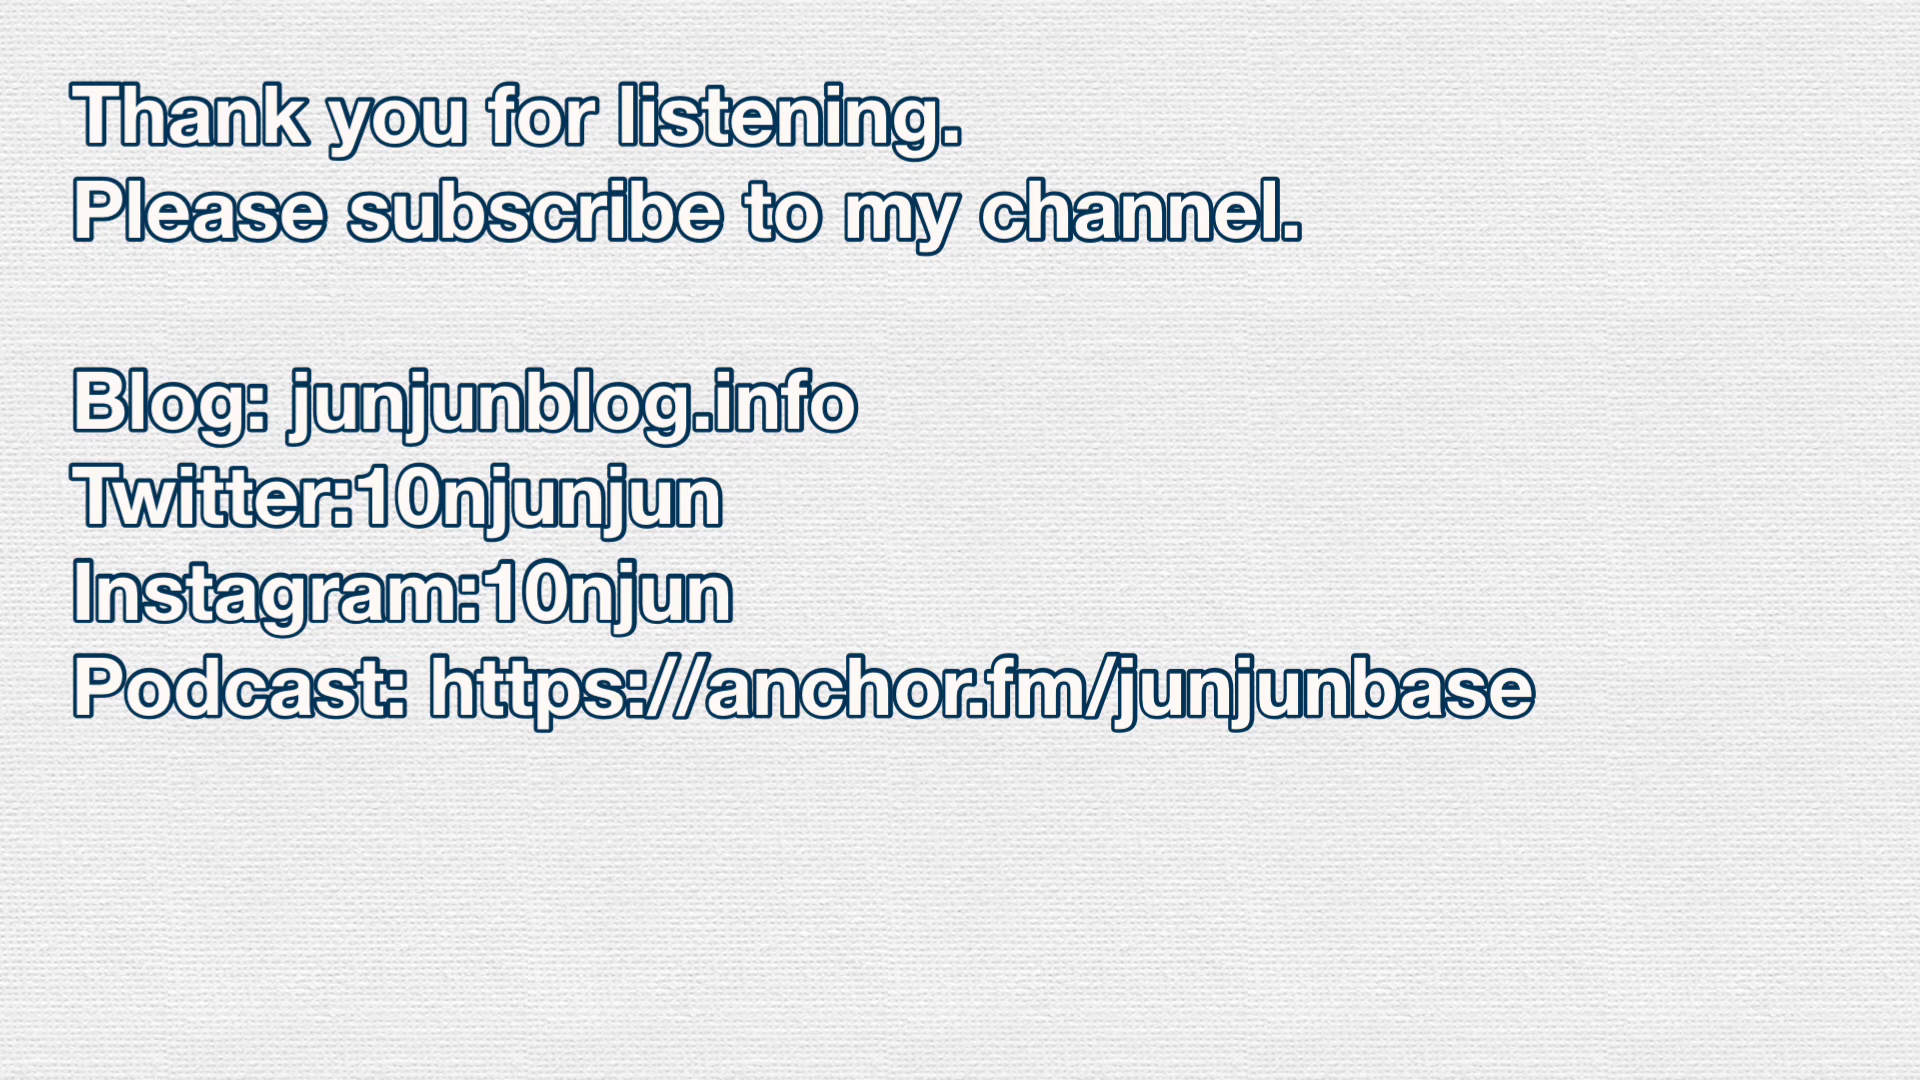 Thank you for listening.
Please subscribe to my channel.
Blog: junjunblog.info
Twitter:10njunjun
Instagram:10njun
Podcast: https://anchor.fm/junjunbase